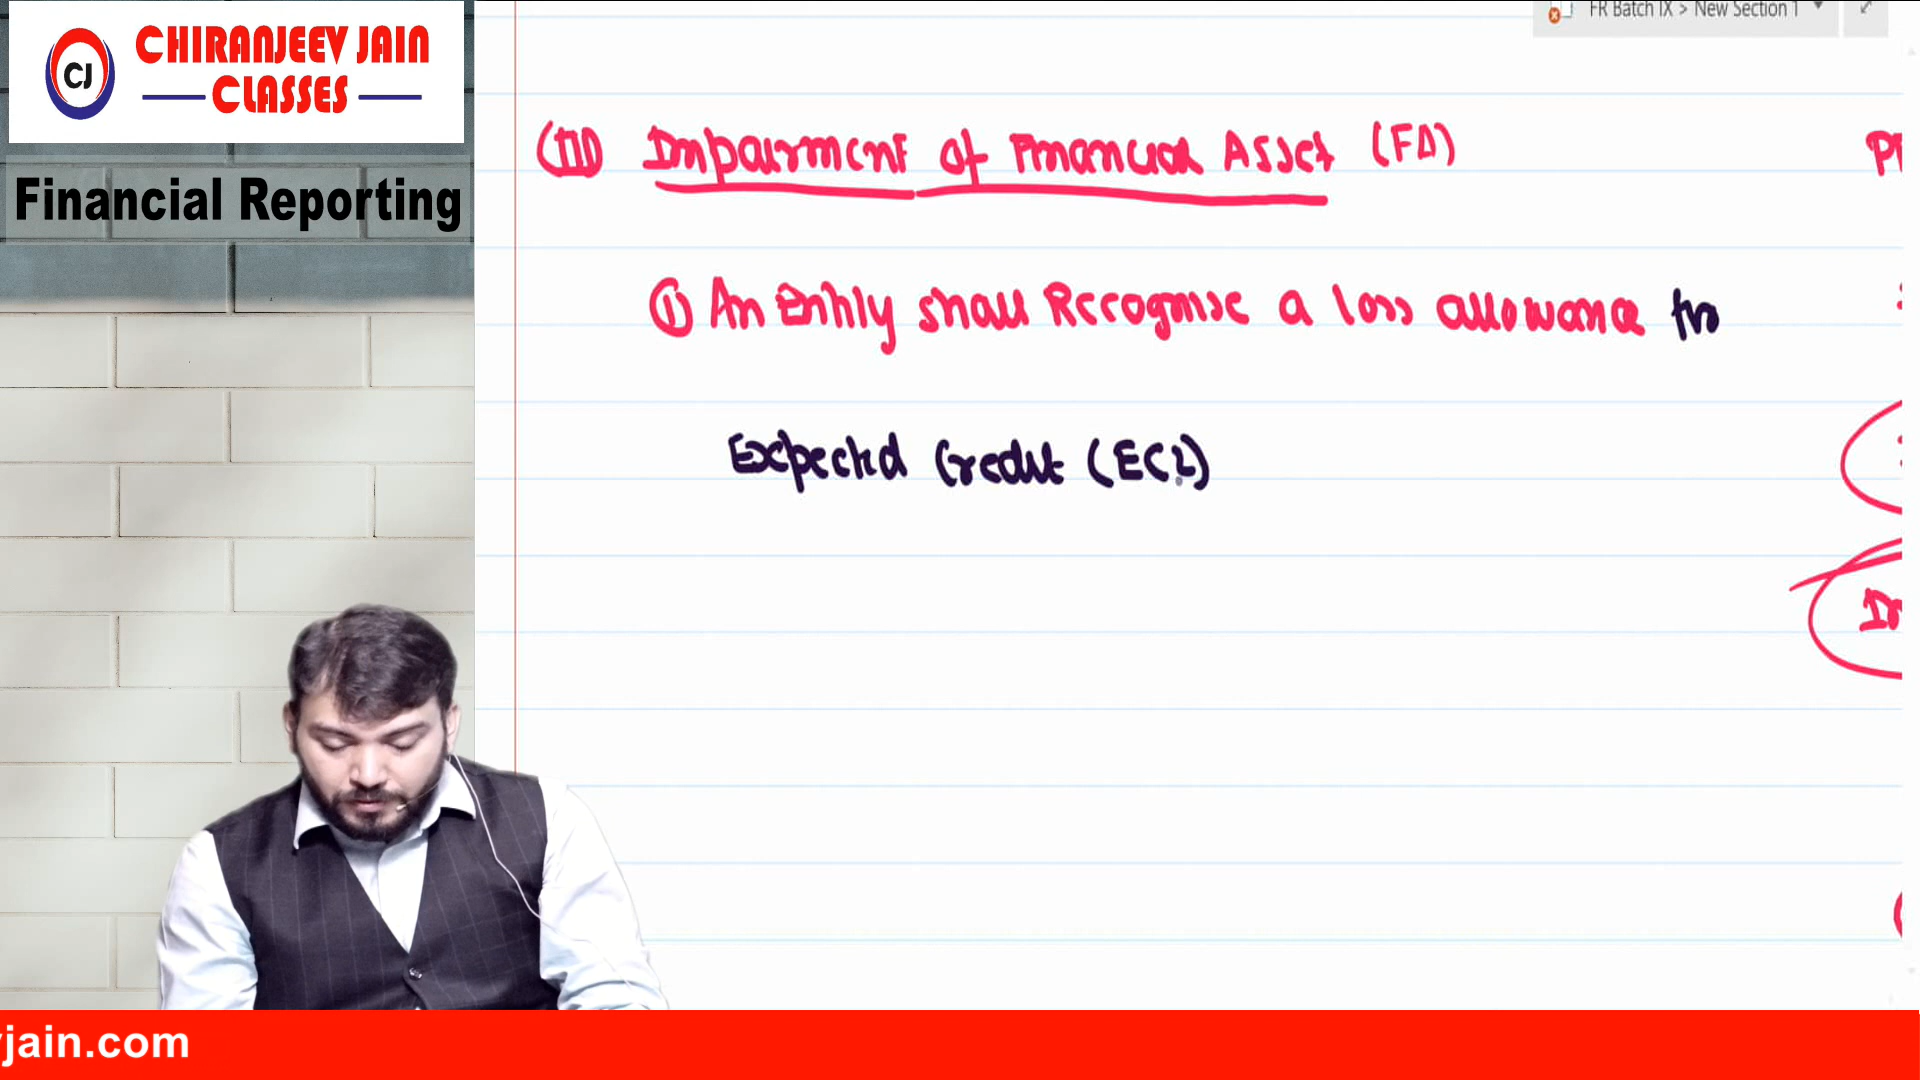 CHIRANJEEV JAIN
CJ
CLASSES
Financial Reporting
FR Batch IX > New Section 1
(III) Impairment of Financial Asset (FA)
(1) An Entity shall Recognise a loss allowance for
Expected Credit (ECL)
jain.com